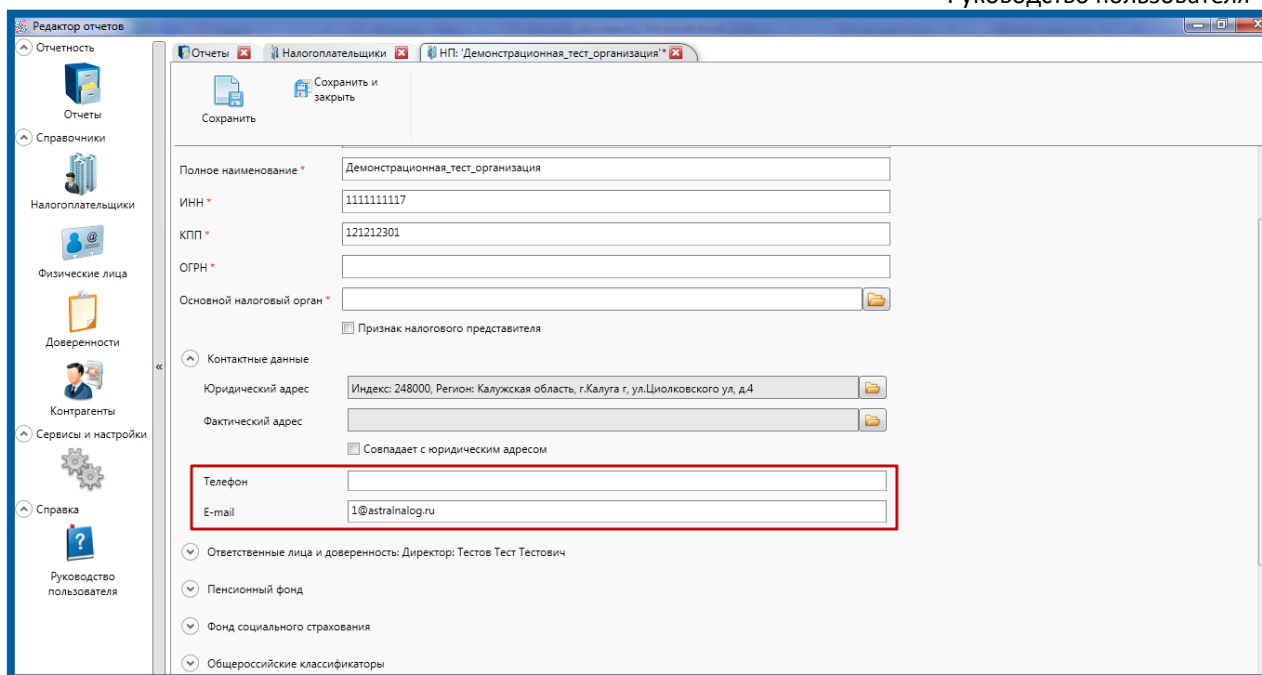 Руководство пользователя
Редактор отчетов
Отчетность
Отчеты
Справочники
Налогоплательщики
Физические лица
Доверенности
Контрагенты
Сервисы и настройки
Справка
Руководство
пользователя
«
Отчеты
Налогоплательщики
НП: 'Демонстрационная_тест_организация'*
Сохранить
Сохранить и
закрыть
Полное наименование * Демонстрационная_тест_организация
ИНН * 1111111117
КПП * 121212301
ОГРН *
Основной налоговый орган *
Признак налогового представителя
Контактные данные
Юридический адрес Индекс: 248000, Регион: Калужская область, г.Калуга г, ул.Циолковского ул, д.4
Фактический адрес
Совпадает с юридическим адресом
Телефон
E-mail 1@astralnalog.ru
Ответственные лица и доверенность: Директор: Тестов Тест Тестович
Пенсионный фонд
Фонд социального страхования
Общероссийские классификаторы